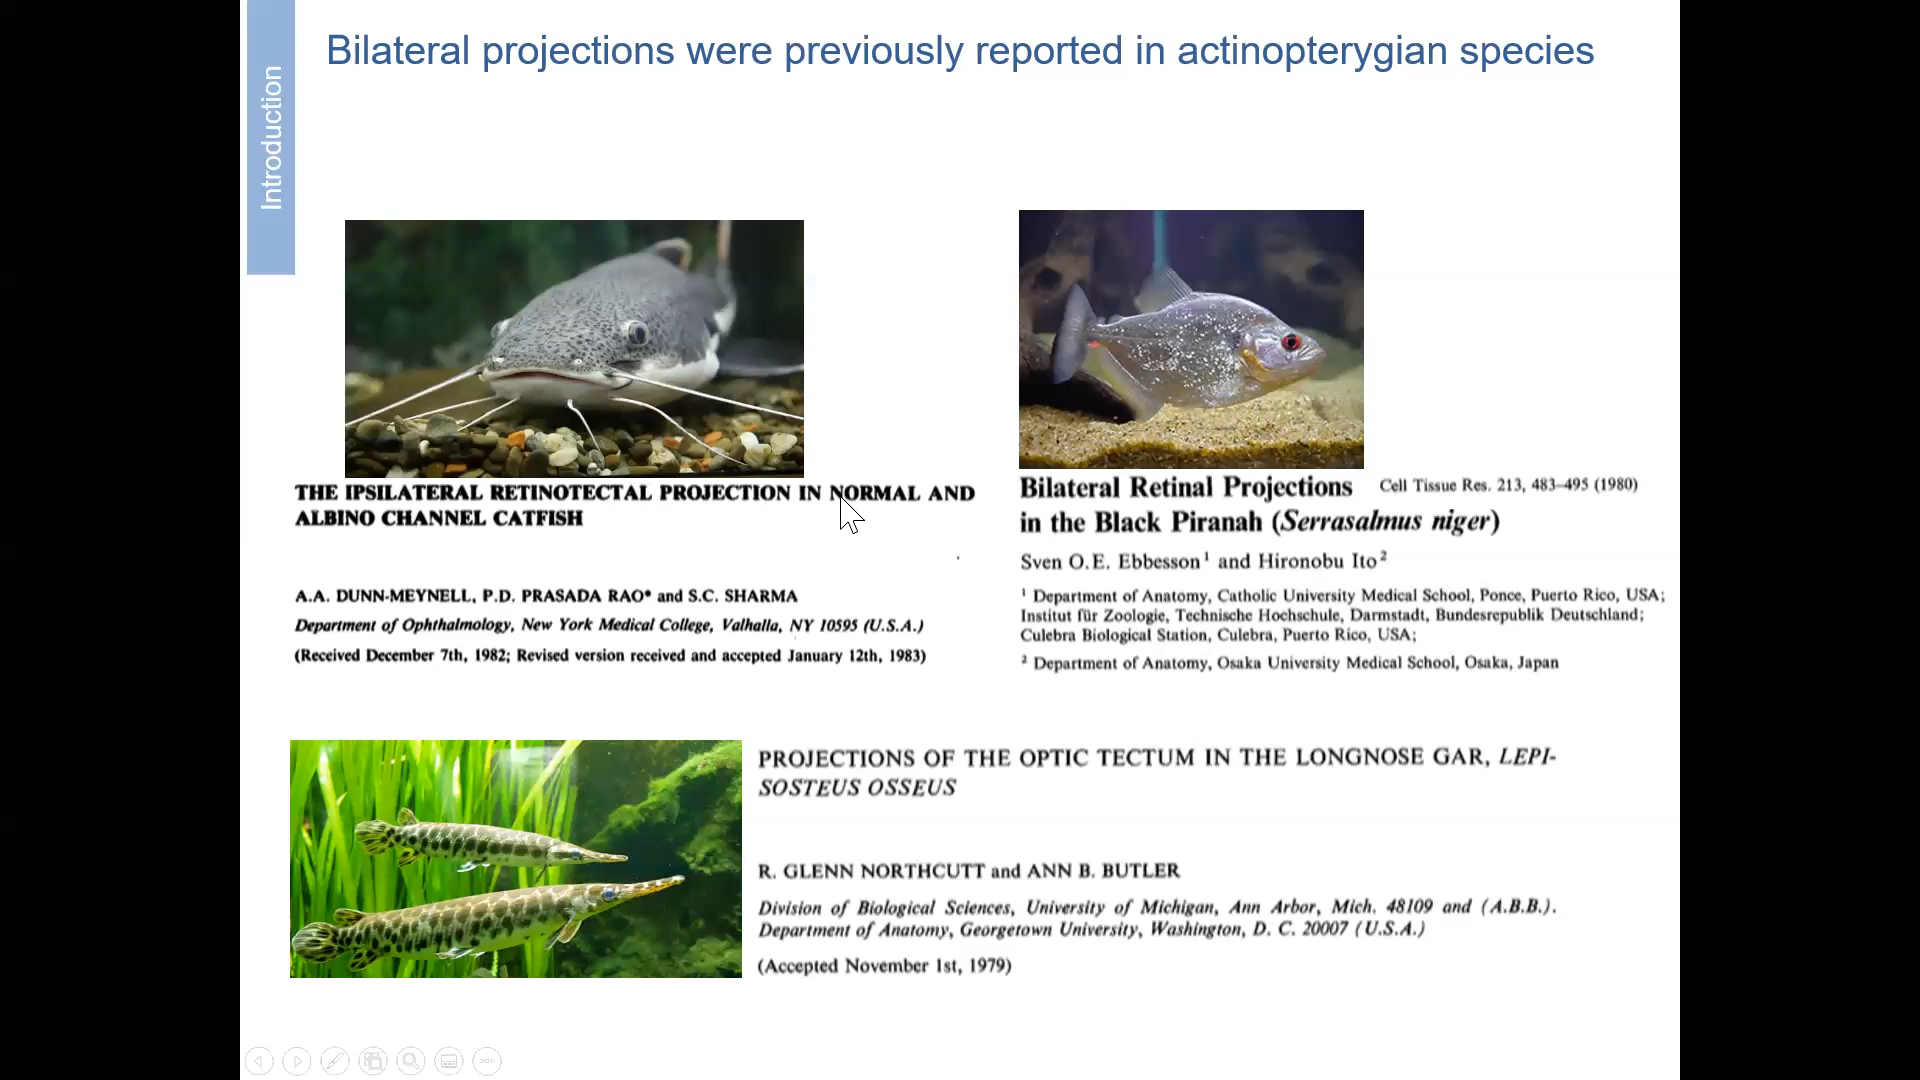 Introduction
Bilateral projections were previously reported in actinopterygian species
THE IPSILATERAL RETINOTECTAL PROJECTION IN NORMAL AND
ALBINO CHANNEL CATFISH
A.A. DUNN-MEYNELL, P.D. PRASADA RAO* and S.C. SHARMA
Department of Ophthalmology, New York Medical College, Valhalla, NY 10595 (U.S.A.)
(Received December 7th, 1982; Revised version received and accepted January 12th, 1983)
Bilateral Retinal Projections Cell Tissue Res. 213, 483–495 (1980)
in the Black Piranah (Serrasalmus niger)
Sven O.E. Ebbesson¹ and Hironobu Ito²
¹ Department of Anatomy, Catholic University Medical School, Ponce, Puerto Rico, USA;
Institut für Zoologie, Technische Hochschule, Darmstadt, Bundesrepublik Deutschland;
Culebra Biological Station, Culebra, Puerto Rico, USA;
² Department of Anatomy, Osaka University Medical School, Osaka, Japan
PROJECTIONS OF THE OPTIC TECTUM IN THE LONGNOSE GAR, LEPI-
SOSTEUS OSSEUS
R. GLENN NORTHCUTT and ANN B. BUTLER
Division of Biological Sciences, University of Michigan, Ann Arbor, Mich. 48109 and (A.B.B.).
Department of Anatomy, Georgetown University, Washington, D. C. 20007 (U.S.A.)
(Accepted November 1st, 1979)